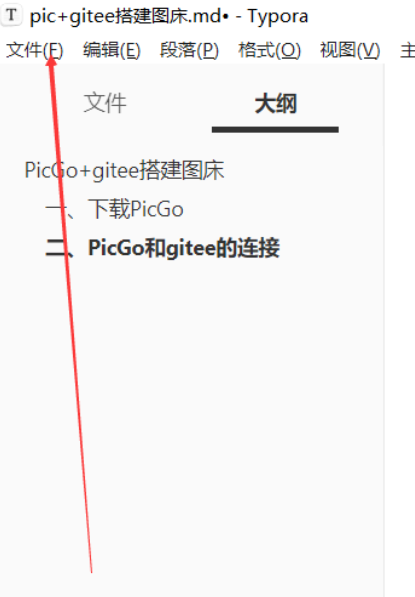 T pic+gitee搭建图床.md• - Typora
文件(F) 编辑(E) 段落(P) 格式(O) 视图(V) 主
文件 大纲
PicGo+gitee搭建图床
一、下载PicGo
二、PicGo和gitee的连接